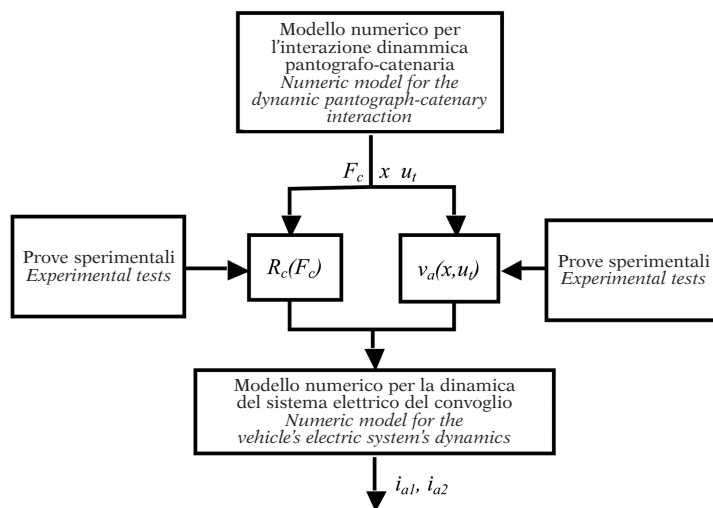 Modello numerico per
l'interazione dinammica
pantografo-catenaria
Numeric model for the
dynamic pantograph-catenary
interaction
F_c x u_t
Prove sperimentali
Experimental tests
R_c(F_c)
v_a(x,u_t)
Prove sperimentali
Experimental tests
Modello numerico per la dinamica
del sistema elettrico del convoglio
Numeric model for the
vehicle's electric system's dynamics
i_a1, i_a2